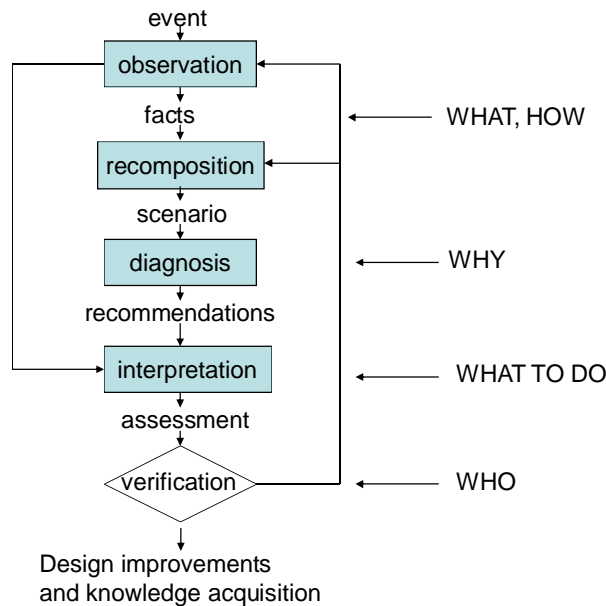 event
observation
facts
WHAT, HOW
recomposition
scenario
diagnosis
WHY
recommendations
interpretation
WHAT TO DO
assessment
verification
WHO
Design improvements
and knowledge acquisition